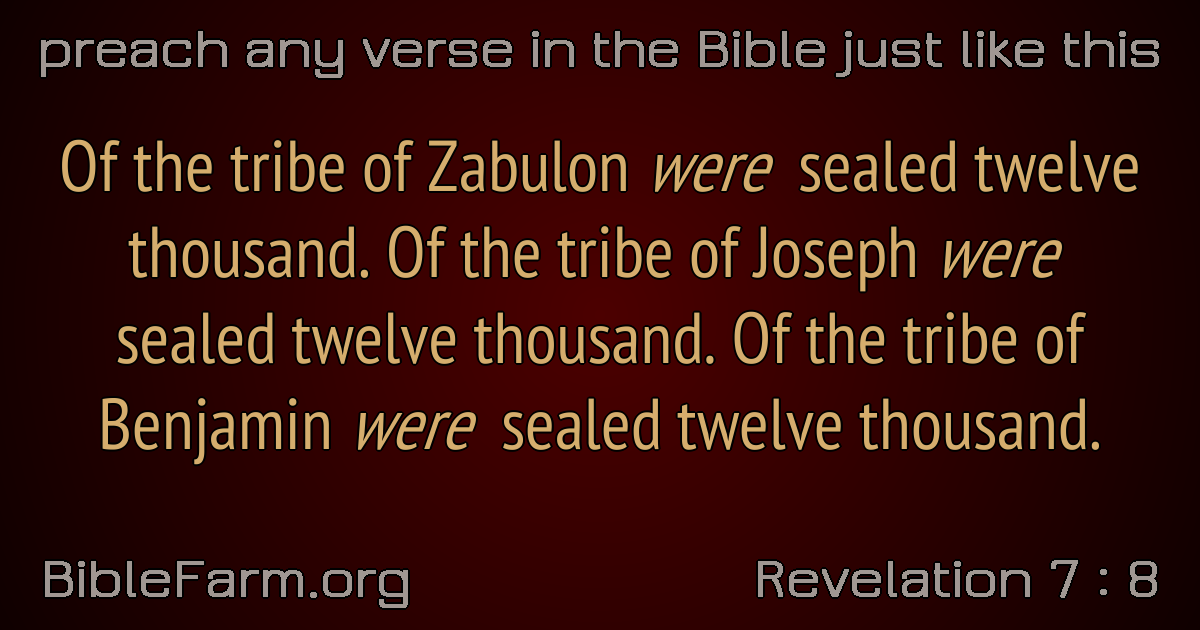 preach any verse in the Bible just like this
Of the tribe of Zabulon were sealed twelve
thousand. Of the tribe of Joseph were
sealed twelve thousand. Of the tribe of
Benjamin were sealed twelve thousand.
BibleFarm.org
Revelation 7 : 8